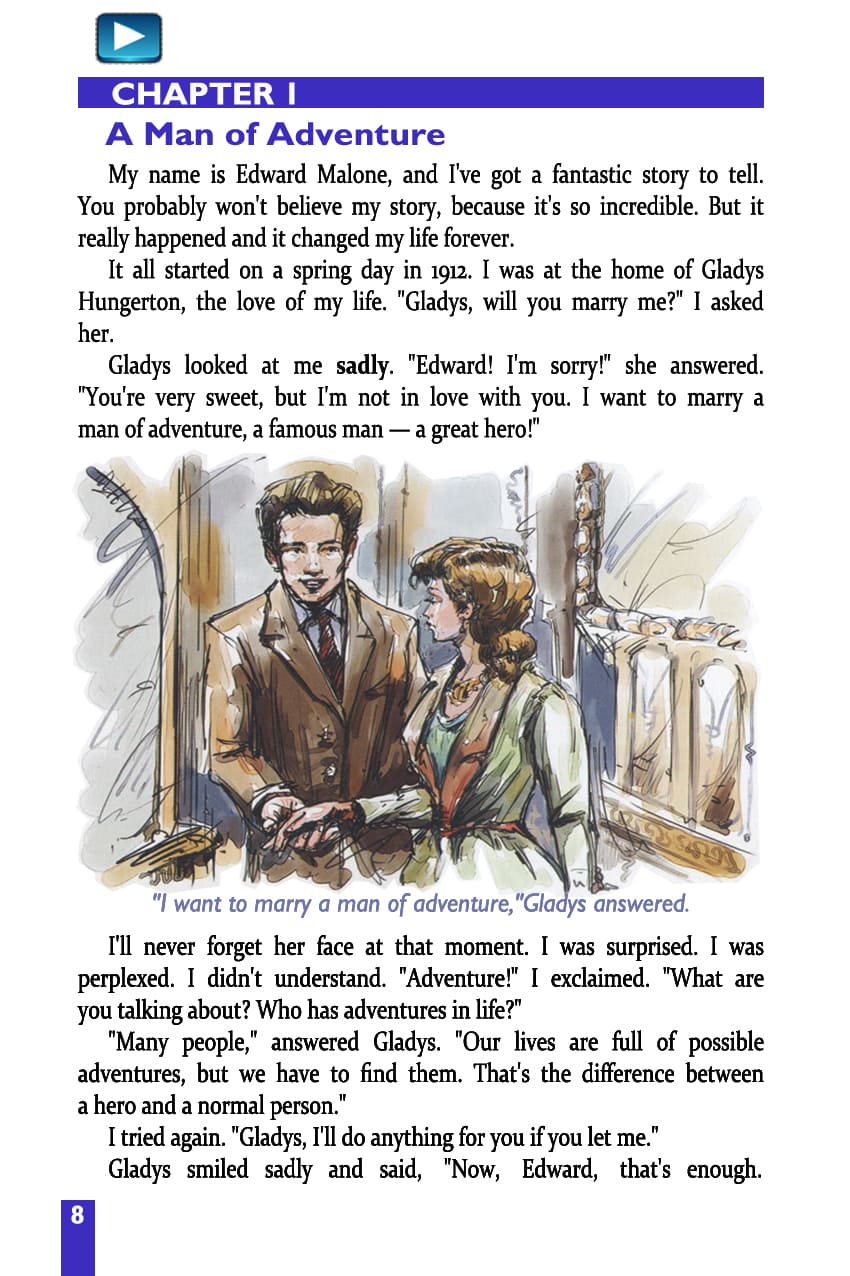 CHAPTER 1
A Man of Adventure
My name is Edward Malone, and I've got a fantastic story to tell.
You probably won't believe my story, because it's so incredible. But it
really happened and it changed my life forever.
It all started on a spring day in 1912. I was at the home of Gladys
Hungerton, the love of my life. "Gladys, will you marry me?" I asked
her.
Gladys looked at me sadly. "Edward! I'm sorry!" she answered.
"You're very sweet, but I'm not in love with you. I want to marry a
man of adventure, a famous man — a great hero!"
"I want to marry a man of adventure,"Gladys answered.
I'll never forget her face at that moment. I was surprised. I was
perplexed. I didn't understand. "Adventure!" I exclaimed. "What are
you talking about? Who has adventures in life?"
"Many people," answered Gladys. "Our lives are full of possible
adventures, but we have to find them. That's the difference between
a hero and a normal person."
I tried again. "Gladys, I'll do anything for you if you let me."
Gladys smiled sadly and said, "Now, Edward, that's enough.
8